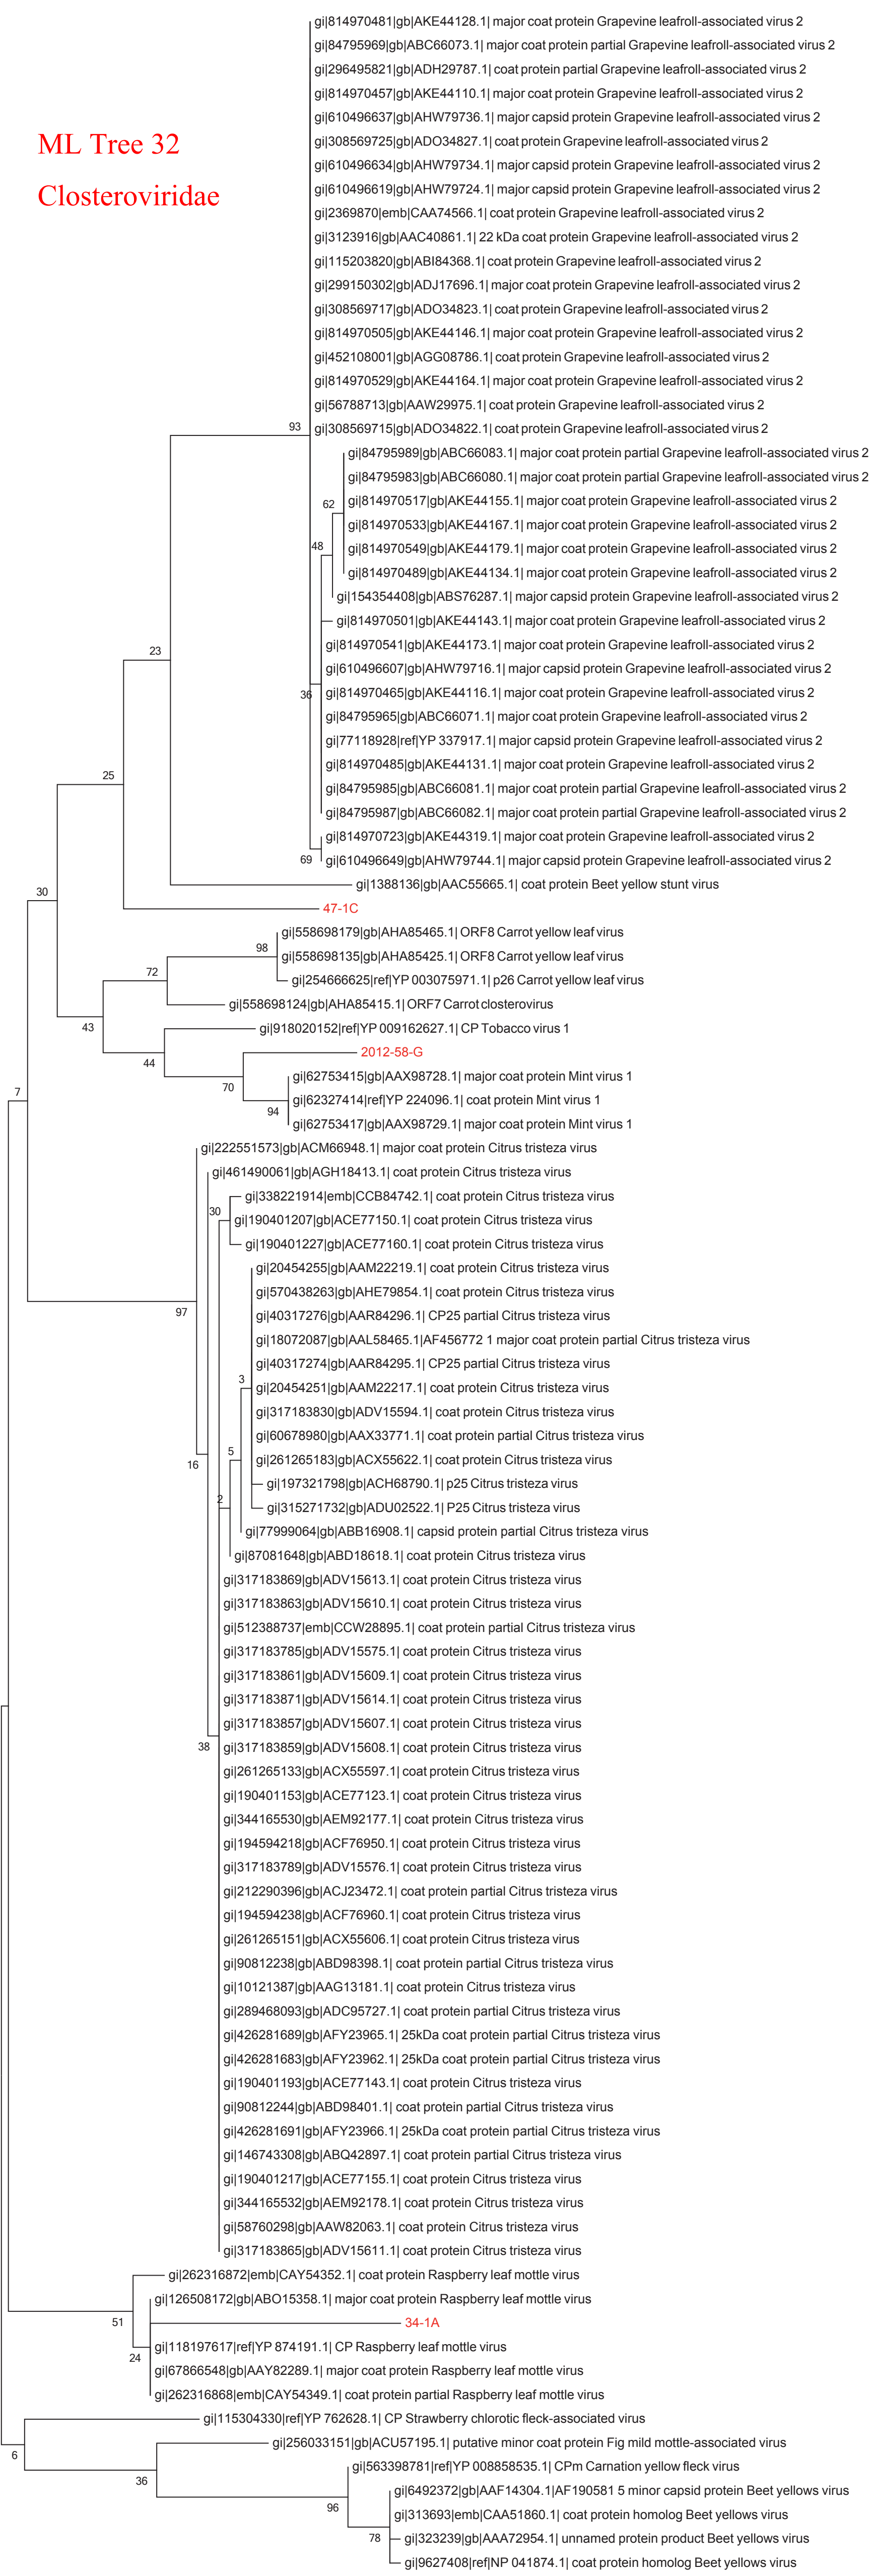 ML Tree 32
Closteroviridae
gi|814970481|gb|AKE44128.1| major coat protein Grapevine leafroll-associated virus 2
gi|84795969|gb|ABC66073.1| major coat protein partial Grapevine leafroll-associated virus 2
gi|296495821|gb|ADH29787.1| coat protein partial Grapevine leafroll-associated virus 2
gi|814970457|gb|AKE44110.1| major coat protein Grapevine leafroll-associated virus 2
gi|610496637|gb|AHW79736.1| major capsid protein Grapevine leafroll-associated virus 2
gi|308569725|gb|ADO34827.1| coat protein Grapevine leafroll-associated virus 2
gi|610496634|gb|AHW79734.1| major capsid protein Grapevine leafroll-associated virus 2
gi|610496619|gb|AHW79724.1| major capsid protein Grapevine leafroll-associated virus 2
gi|2369870|emb|CAA74566.1| coat protein Grapevine leafroll-associated virus 2
gi|3123916|gb|AAC40861.1| 22 kDa coat protein Grapevine leafroll-associated virus 2
gi|115203820|gb|ABI84368.1| coat protein Grapevine leafroll-associated virus 2
gi|299150302|gb|ADJ17696.1| major coat protein Grapevine leafroll-associated virus 2
gi|308569717|gb|ADO34823.1| coat protein Grapevine leafroll-associated virus 2
gi|814970505|gb|AKE44146.1| major coat protein Grapevine leafroll-associated virus 2
gi|452108001|gb|AGG08786.1| coat protein Grapevine leafroll-associated virus 2
gi|814970529|gb|AKE44164.1| major coat protein Grapevine leafroll-associated virus 2
gi|56788713|gb|AAW29975.1| coat protein Grapevine leafroll-associated virus 2
93
gi|308569715|gb|ADO34822.1| coat protein Grapevine leafroll-associated virus 2
gi|84795989|gb|ABC66083.1| major coat protein partial Grapevine leafroll-associated virus 2
gi|84795983|gb|ABC66080.1| major coat protein partial Grapevine leafroll-associated virus 2
62
gi|814970517|gb|AKE44155.1| major coat protein Grapevine leafroll-associated virus 2
gi|814970533|gb|AKE44167.1| major coat protein Grapevine leafroll-associated virus 2
48
gi|814970549|gb|AKE44179.1| major coat protein Grapevine leafroll-associated virus 2
gi|814970489|gb|AKE44134.1| major coat protein Grapevine leafroll-associated virus 2
gi|154354408|gb|ABS76287.1| major capsid protein Grapevine leafroll-associated virus 2
gi|814970501|gb|AKE44143.1| major coat protein Grapevine leafroll-associated virus 2
23
gi|814970541|gb|AKE44173.1| major coat protein Grapevine leafroll-associated virus 2
gi|610496607|gb|AHW79716.1| major capsid protein Grapevine leafroll-associated virus 2
36
gi|814970465|gb|AKE44116.1| major coat protein Grapevine leafroll-associated virus 2
gi|84795965|gb|ABC66071.1| major coat protein Grapevine leafroll-associated virus 2
gi|77118928|ref|YP 337917.1| major capsid protein Grapevine leafroll-associated virus 2
gi|814970485|gb|AKE44131.1| major coat protein Grapevine leafroll-associated virus 2
25
gi|84795985|gb|ABC66081.1| major coat protein partial Grapevine leafroll-associated virus 2
gi|84795987|gb|ABC66082.1| major coat protein partial Grapevine leafroll-associated virus 2
gi|814970723|gb|AKE44319.1| major coat protein Grapevine leafroll-associated virus 2
69
gi|610496649|gb|AHW79744.1| major capsid protein Grapevine leafroll-associated virus 2
gi|1388136|gb|AAC55665.1| coat protein Beet yellow stunt virus
30
47-1C
gi|558698179|gb|AHA85465.1| ORF8 Carrot yellow leaf virus
98
gi|558698135|gb|AHA85425.1| ORF8 Carrot yellow leaf virus
72
gi|254666625|ref|YP 003075971.1| p26 Carrot yellow leaf virus
gi|558698124|gb|AHA85415.1| ORF7 Carrot closterovirus
43
gi|918020152|ref|YP 009162627.1| CP Tobacco virus 1
2012-58-G
44
gi|62753415|gb|AAX98728.1| major coat protein Mint virus 1
70
7
gi|62327414|ref|YP 224096.1| coat protein Mint virus 1
94
gi|62753417|gb|AAX98729.1| major coat protein Mint virus 1
gi|222551573|gb|ACM66948.1| major coat protein Citrus tristeza virus
gi|461490061|gb|AGH18413.1| coat protein Citrus tristeza virus
gi|338221914|emb|CCB84742.1| coat protein Citrus tristeza virus
30
gi|190401207|gb|ACE77150.1| coat protein Citrus tristeza virus
gi|190401227|gb|ACE77160.1| coat protein Citrus tristeza virus
gi|20454255|gb|AAM22219.1| coat protein Citrus tristeza virus
gi|570438263|gb|AHE79854.1| coat protein Citrus tristeza virus
97
gi|40317276|gb|AAR84296.1| CP25 partial Citrus tristeza virus
gi|18072087|gb|AAL58465.1|AF456772 1 major coat protein partial Citrus tristeza virus
gi|40317274|gb|AAR84295.1| CP25 partial Citrus tristeza virus
3
gi|20454251|gb|AAM22217.1| coat protein Citrus tristeza virus
gi|317183830|gb|ADV15594.1| coat protein Citrus tristeza virus
gi|60678980|gb|AAX33771.1| coat protein partial Citrus tristeza virus
5
gi|261265183|gb|ACX55622.1| coat protein Citrus tristeza virus
16
gi|197321798|gb|ACH68790.1| p25 Citrus tristeza virus
2
gi|315271732|gb|ADU02522.1| P25 Citrus tristeza virus
gi|77999064|gb|ABB16908.1| capsid protein partial Citrus tristeza virus
gi|87081648|gb|ABD18618.1| coat protein Citrus tristeza virus
gi|317183869|gb|ADV15613.1| coat protein Citrus tristeza virus
gi|317183863|gb|ADV15610.1| coat protein Citrus tristeza virus
gi|512388737|emb|CCW28895.1| coat protein partial Citrus tristeza virus
gi|317183785|gb|ADV15575.1| coat protein Citrus tristeza virus
gi|317183861|gb|ADV15609.1| coat protein Citrus tristeza virus
gi|317183871|gb|ADV15614.1| coat protein Citrus tristeza virus
gi|317183857|gb|ADV15607.1| coat protein Citrus tristeza virus
38
gi|317183859|gb|ADV15608.1| coat protein Citrus tristeza virus
gi|261265133|gb|ACX55597.1| coat protein Citrus tristeza virus
gi|190401153|gb|ACE77123.1| coat protein Citrus tristeza virus
gi|344165530|gb|AEM92177.1| coat protein Citrus tristeza virus
gi|194594218|gb|ACF76950.1| coat protein Citrus tristeza virus
gi|317183789|gb|ADV15576.1| coat protein Citrus tristeza virus
gi|212290396|gb|ACJ23472.1| coat protein partial Citrus tristeza virus
gi|194594238|gb|ACF76960.1| coat protein Citrus tristeza virus
gi|261265151|gb|ACX55606.1| coat protein Citrus tristeza virus
gi|90812238|gb|ABD98398.1| coat protein partial Citrus tristeza virus
gi|10121387|gb|AAG13181.1| coat protein Citrus tristeza virus
gi|289468093|gb|ADC95727.1| coat protein partial Citrus tristeza virus
gi|426281689|gb|AFY23965.1| 25kDa coat protein partial Citrus tristeza virus
gi|426281683|gb|AFY23962.1| 25kDa coat protein partial Citrus tristeza virus
gi|190401193|gb|ACE77143.1| coat protein Citrus tristeza virus
gi|90812244|gb|ABD98401.1| coat protein partial Citrus tristeza virus
gi|426281691|gb|AFY23966.1| 25kDa coat protein partial Citrus tristeza virus
gi|146743308|gb|ABQ42897.1| coat protein partial Citrus tristeza virus
gi|190401217|gb|ACE77155.1| coat protein Citrus tristeza virus
gi|344165532|gb|AEM92178.1| coat protein Citrus tristeza virus
gi|58760298|gb|AAW82063.1| coat protein Citrus tristeza virus
gi|317183865|gb|ADV15611.1| coat protein Citrus tristeza virus
gi|262316872|emb|CAY54352.1| coat protein Raspberry leaf mottle virus
gi|126508172|gb|ABO15358.1| major coat protein Raspberry leaf mottle virus
51
34-1A
24
gi|118197617|ref|YP 874191.1| CP Raspberry leaf mottle virus
gi|67866548|gb|AAY82289.1| major coat protein Raspberry leaf mottle virus
gi|262316868|emb|CAY54349.1| coat protein partial Raspberry leaf mottle virus
gi|115304330|ref|YP 762628.1| CP Strawberry chlorotic fleck-associated virus
6
gi|256033151|gb|ACU57195.1| putative minor coat protein Fig mild mottle-associated virus
36
gi|563398781|ref|YP 008858535.1| CPm Carnation yellow fleck virus
gi|6492372|gb|AAF14304.1|AF190581 5 minor capsid protein Beet yellows virus
96
gi|313693|emb|CAA51860.1| coat protein homolog Beet yellows virus
78
gi|323239|gb|AAA72954.1| unnamed protein product Beet yellows virus
gi|9627408|ref|NP 041874.1| coat protein homolog Beet yellows virus